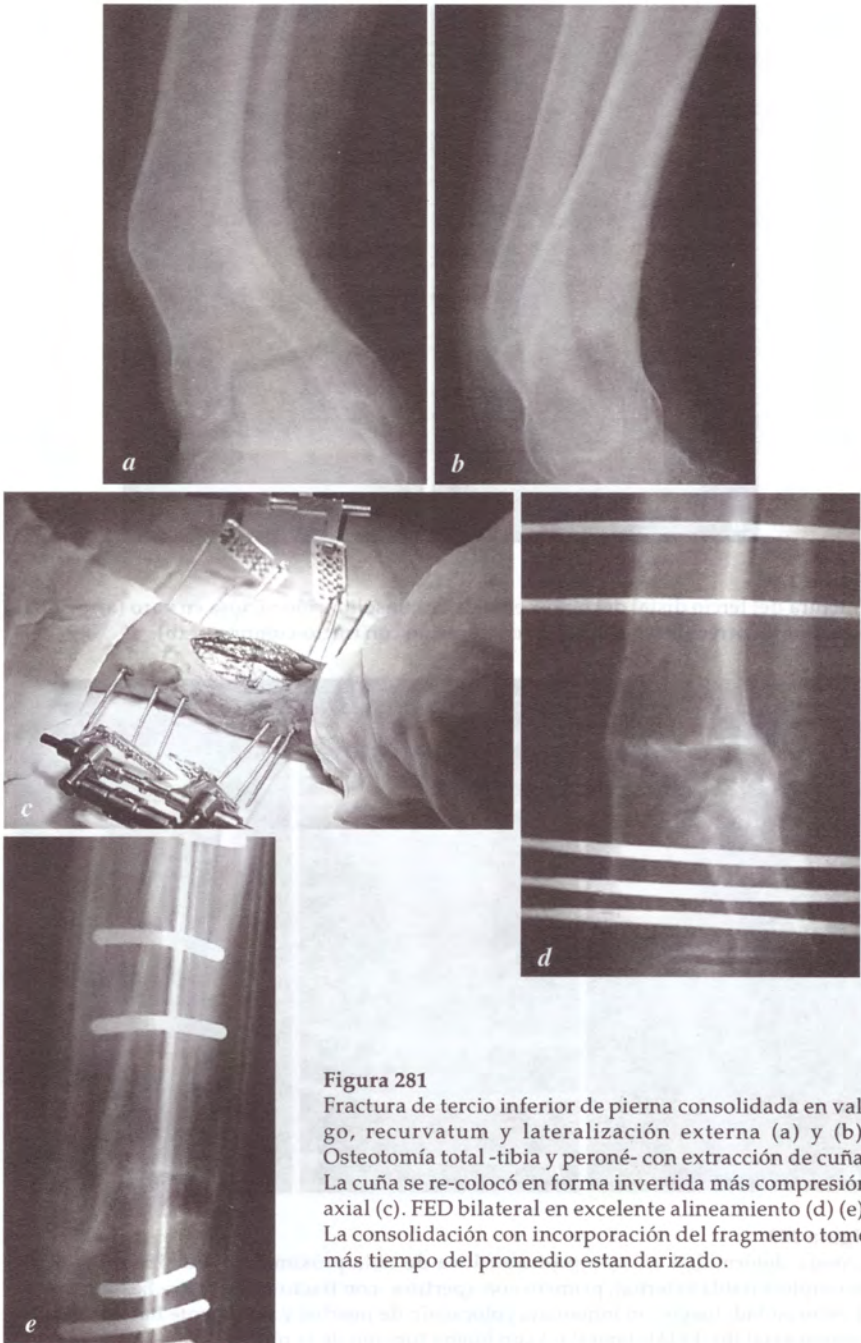 a
b
c
d
e
Figura 281
Fractura de tercio inferior de pierna consolidada en val
go, recurvatum y lateralización externa (a) y (b)
Osteotomía total -tibia y peroné- con extracción de cuña
La cuña se re-colocó en forma invertida más compresión
axial (c). FED bilateral en excelente alineamiento (d) (e)
La consolidación con incorporación del fragmento tomó
más tiempo del promedio estandarizado.